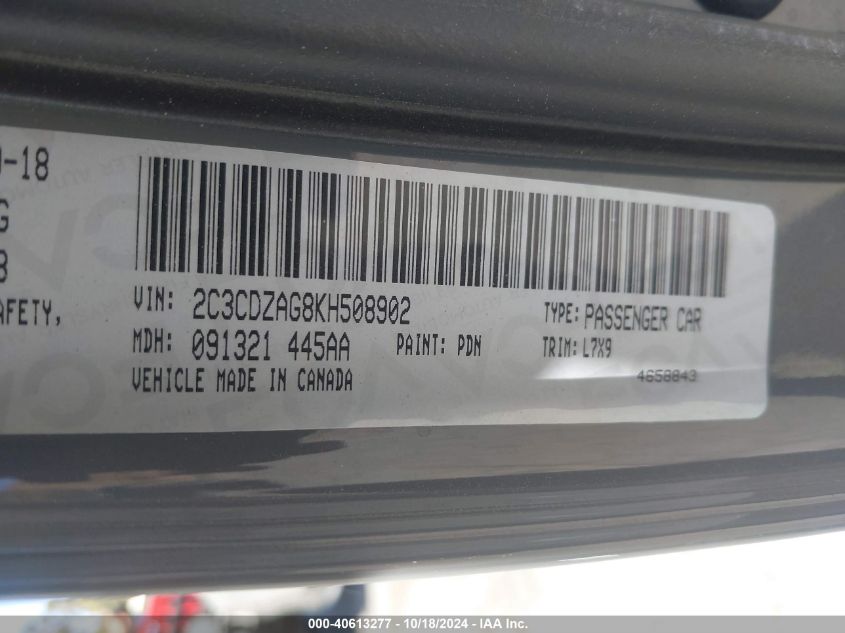 0-18
G
8
AFETY,
VIN: 2C3CDZAG8KH508902
TYPE: PASSENGER CAR
MDH: 091321 445AA
PAINT: PDN
TRIM: L7X9
VEHICLE MADE IN CANADA
4658843
000-40613277 - 10/18/2024 - IAA Inc.